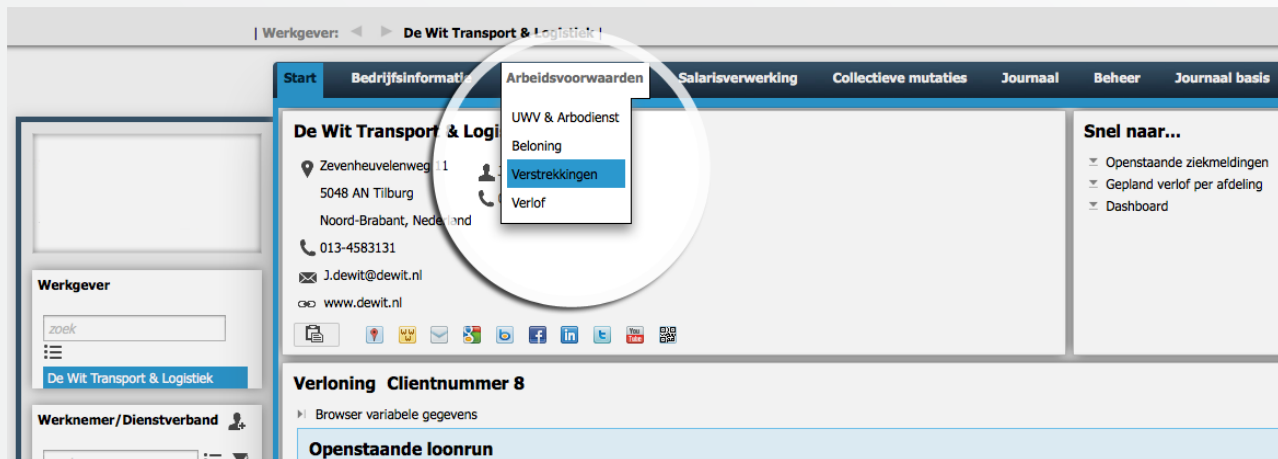 | Werkgever: De Wit Transport & Logistiek |
Start Bedrijfsinformatie Arbeidsvoorwaarden Salarisverwerking Collectieve mutaties Journaal Beheer Journaal basis
UWV & Arbodienst
Beloning
Verstrekkingen
Verlof
De Wit Transport & Logi
Zevenheuvelenweg 11
5048 AN Tilburg
Noord-Brabant, Nederland
013-4583131
J.dewit@dewit.nl
www.dewit.nl
You
Tube
Snel naar...
Openstaande ziekmeldingen
Gepland verlof per afdeling
Dashboard
Werkgever
zoek
De Wit Transport & Logistiek
Werknemer/Dienstverband
Verloning Clientnummer 8
Browser variabele gegevens
Openstaande loonrun